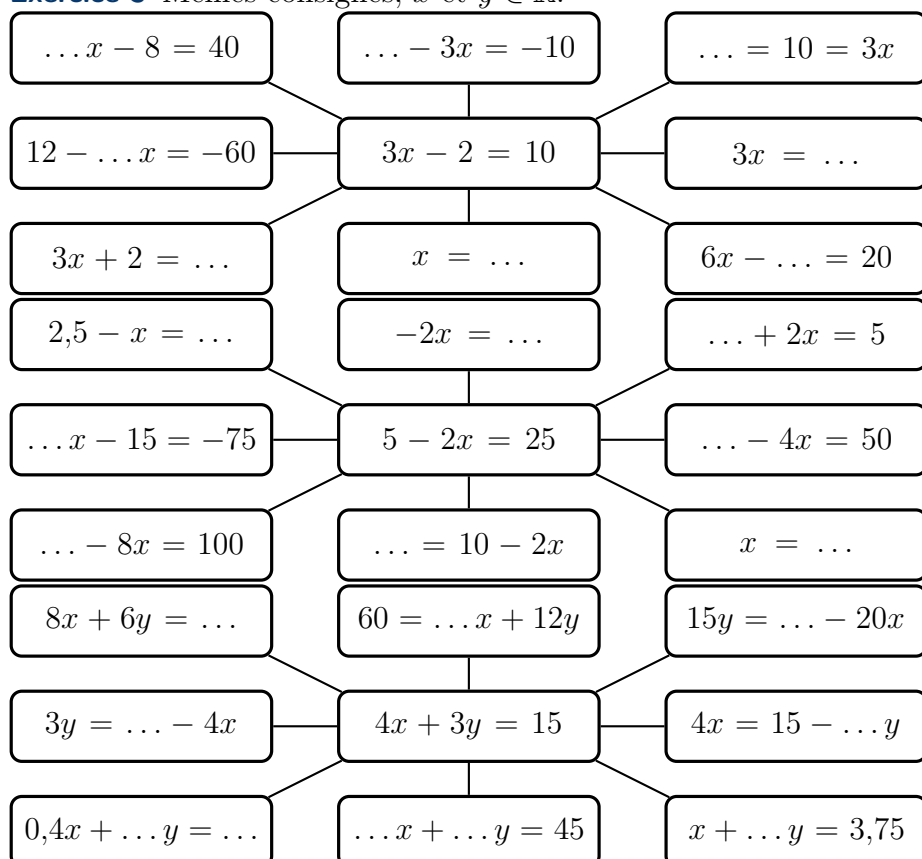 Exercice 3 Mêmes consignes, x et y ∈ ℝ.
…x − 8 = 40
… − 3x = −10
… = 10 = 3x
12 − …x = −60
3x − 2 = 10
3x = …
3x + 2 = …
x = …
6x − … = 20
2,5 − x = …
−2x = …
… + 2x = 5
…x − 15 = −75
5 − 2x = 25
… − 4x = 50
… − 8x = 100
… = 10 − 2x
x = …
8x + 6y = …
60 = …x + 12y
15y = … − 20x
3y = … − 4x
4x + 3y = 15
4x = 15 − …y
0,4x + …y = …
…x + …y = 45
x + …y = 3,75